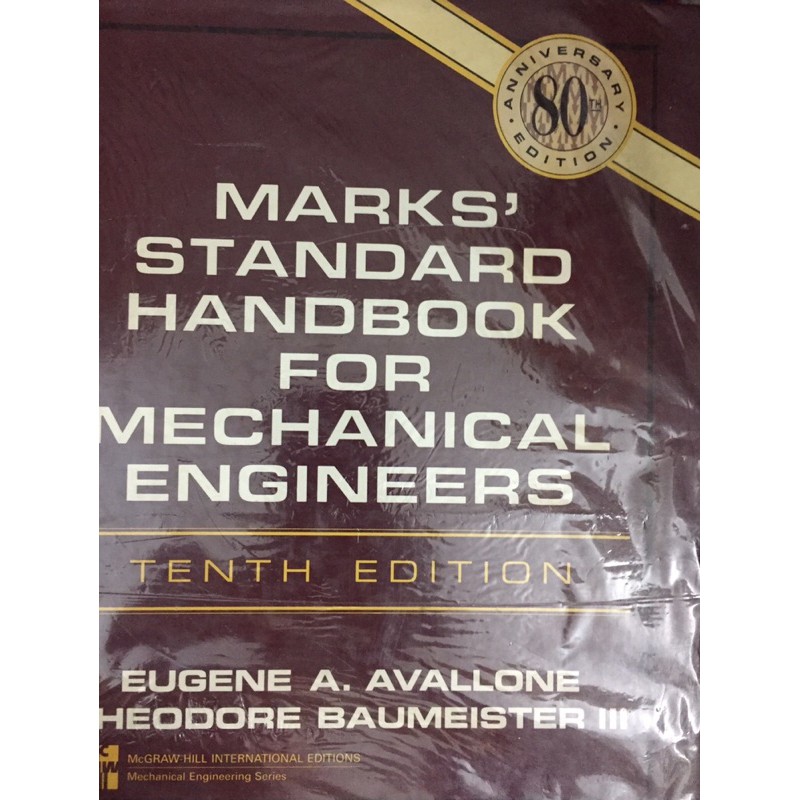 ANNIVERSARY
80TH
EDITION
MARKS'
STANDARD
HANDBOOK
FOR
MECHANICAL
ENGINEERS
TENTH EDITION
EUGENE A. AVALLONE
HEODORE BAUMEISTER III
McGRAW-HILL INTERNATIONAL EDITIONS
Mechanical Engineering Series